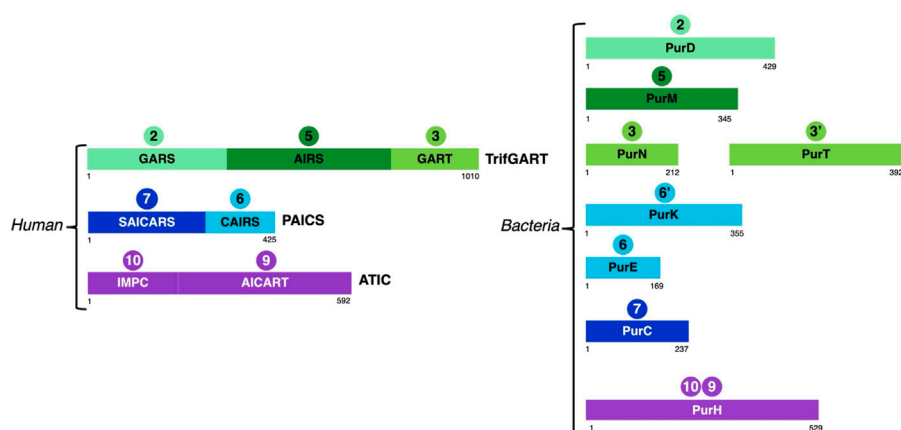 Human
2 5 3
GARS AIRS GART TrifGART
1 1010
7 6
SAICARS CAIRS PAICS
1 425
10 9
IMPC AICART ATIC
1 592
Bacteria
2
PurD
1 429
5
PurM
1 345
3 3’
PurN PurT
1 212 1 392
6’
PurK
1 355
6
PurE
1 169
7
PurC
1 237
10 9
PurH
1 529